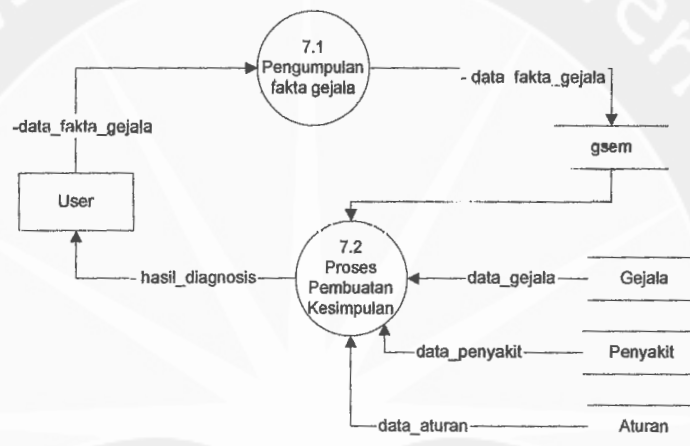 7.1
Pengumpulan
fakta gejala
- data fakta_gejala
-data_fakta_gejala
gsem
User
7.2
Proses
Pembuatan
Kesimpulan
- hasil_diagnosis
data_gejala
Gejala
data_penyakit
Penyakit
data_aturan
Aturan